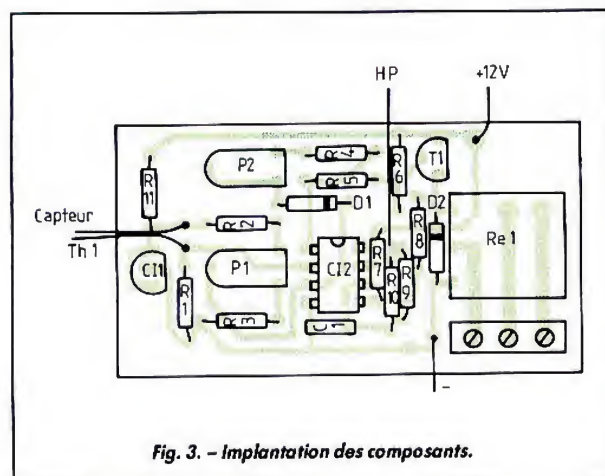 HP
+12V
P2
R4
R5
R6
T1
R11
D1
D2
Capteur
Th 1
R2
R8
Re 1
CI1
P1
CI2
R7
R1
R10
R9
R3
C1
-
Fig. 3. – Implantation des composants.